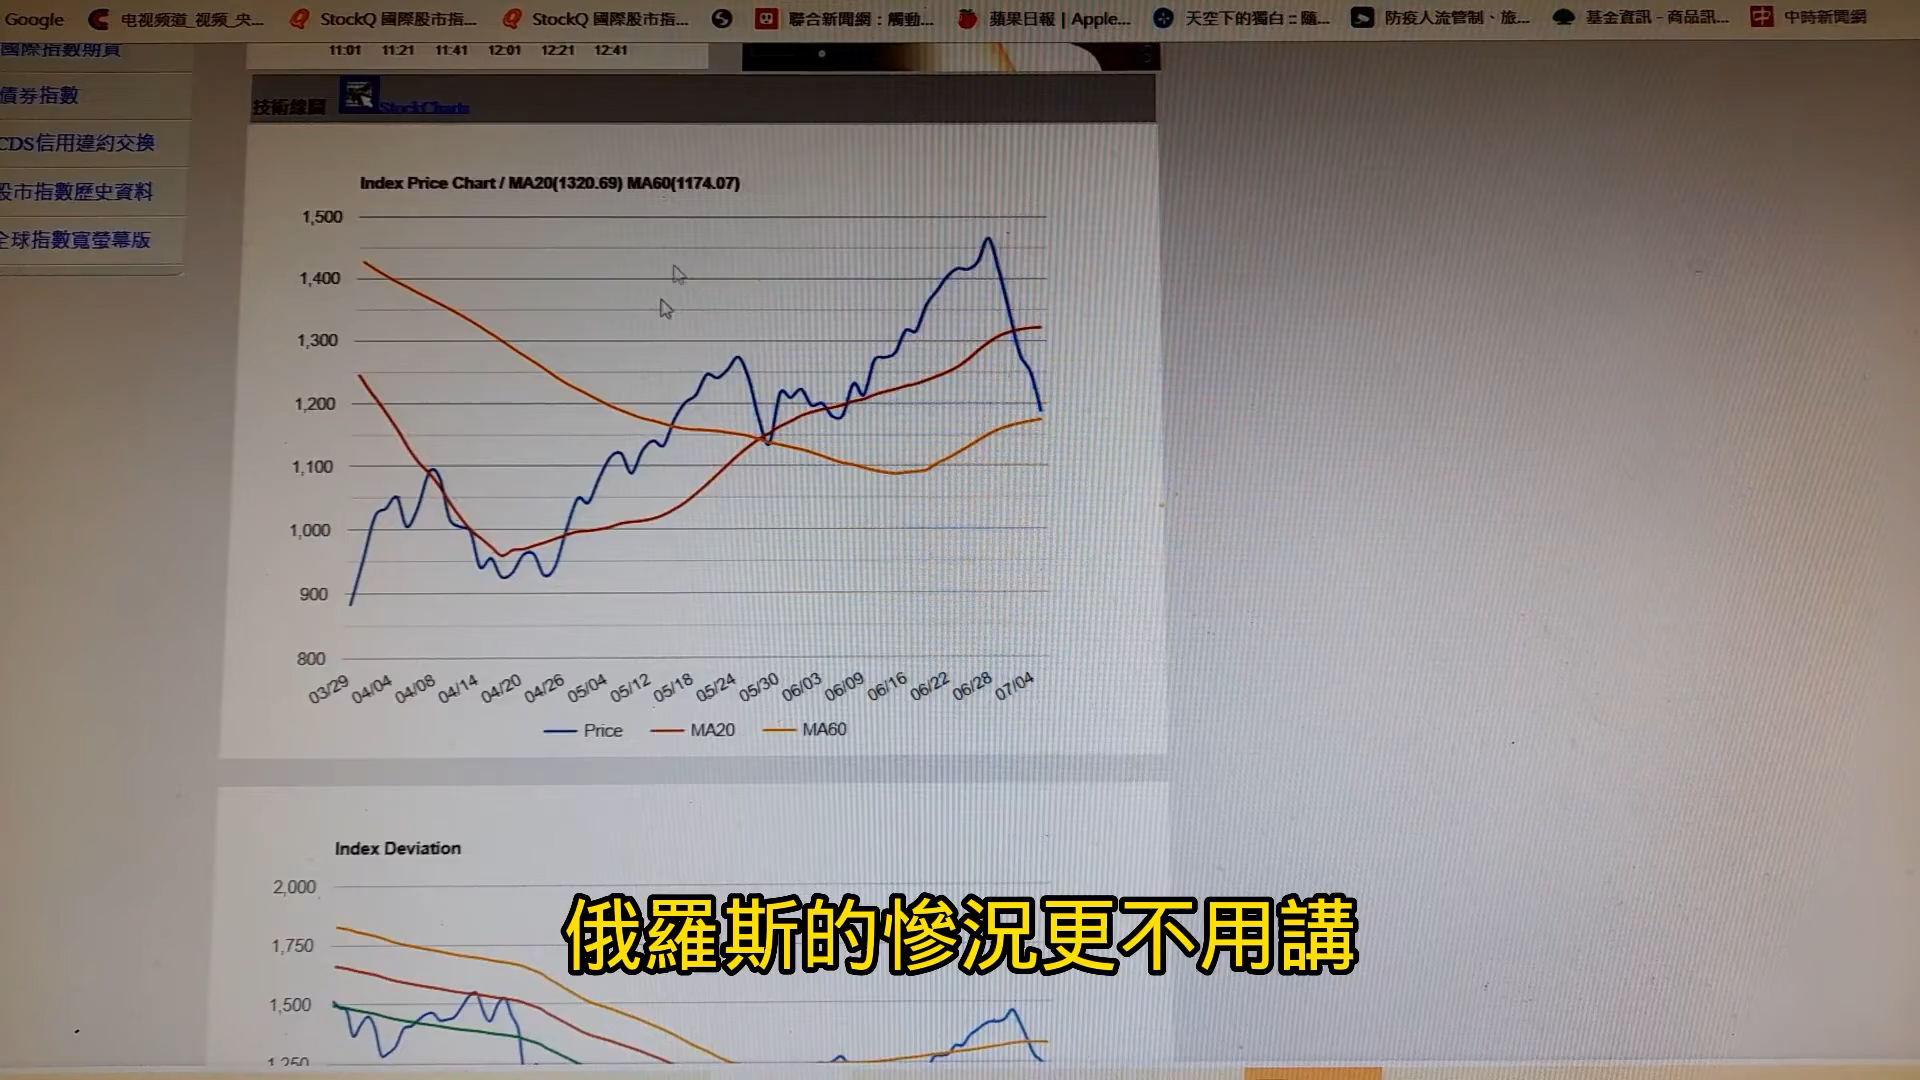 Google 电视频道_视频_央... StockQ 國際股市指... StockQ 國際股市指... 聯合新聞網：觸動... 蘋果日報 | Apple... 天空下的獨白 :: 隨... 防疫人流管制、旅... 基金資訊 - 商品訊... 中時新聞網
國際指數期貨
11:01 11:21 11:41 12:01 12:21 12:41
債券指數
技術線圖 StockCharts
CDS信用違約交換
股市指數歷史資料
全球指數寬螢幕版
Index Price Chart / MA20(1320.69) MA60(1174.07)
1,500
1,400
1,300
1,200
1,100
1,000
900
800
03/29 04/04 04/08 04/14 04/20 04/26 05/04 05/12 05/18 05/24 05/30 06/03 06/09 06/16 06/22 06/28 07/04
Price MA20 MA60
Index Deviation
2,000
1,750
1,500
1,250
俄羅斯的慘況更不用講